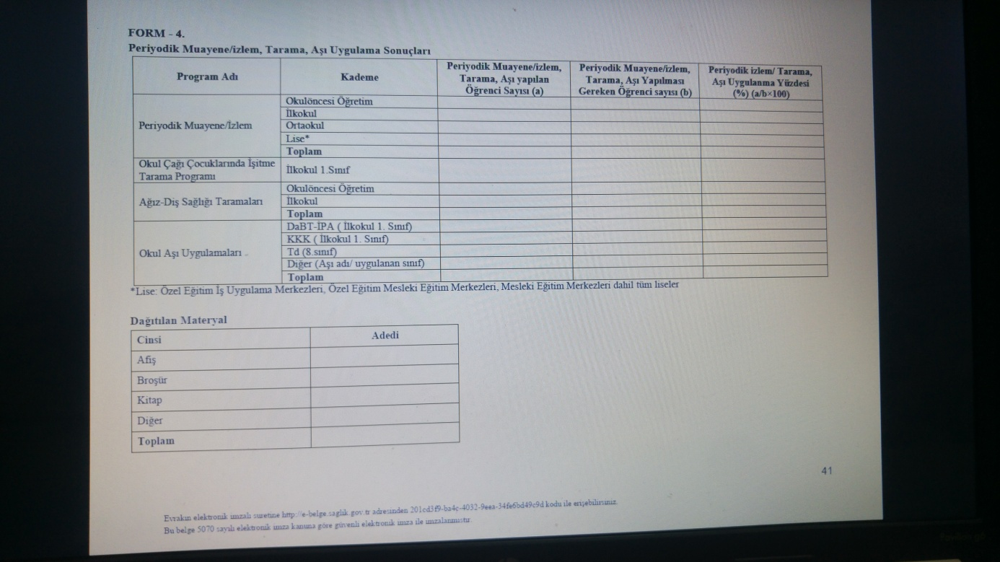 FORM - 4.
Periyodik Muayene/izlem, Tarama, Aşı Uygulama Sonuçları
Program Adı
Kademe
Periyodik Muayene/izlem,
Tarama, Aşı yapılan
Öğrenci Sayısı (a)
Periyodik Muayene/izlem,
Tarama, Aşı Yapılması
Gereken Öğrenci sayısı (b)
Periyodik izlem/ Tarama,
Aşı Uygulanma Yüzdesi
(%) (a/b×100)
Periyodik Muayene/İzlem
Okulöncesi Öğretim
İlkokul
Ortaokul
Lise*
Toplam
Okul Çağı Çocuklarında İşitme
Tarama Programı
İlkokul 1.Sınıf
Ağız-Diş Sağlığı Taramaları
Okulöncesi Öğretim
İlkokul
Toplam
Okul Aşı Uygulamaları
DaBT-İPA ( İlkokul 1. Sınıf)
KKK ( İlkokul 1. Sınıf)
Td (8.sınıf)
Diğer (Aşı adı/ uygulanan sınıf)
Toplam
*Lise: Özel Eğitim İş Uygulama Merkezleri, Özel Eğitim Mesleki Eğitim Merkezleri, Mesleki Eğitim Merkezleri dahil tüm liseler
Dağıtılan Materyal
Cinsi
Adedi
Afiş
Broşür
Kitap
Diğer
Toplam
41
Evrakın elektronik imzalı suretine http://e-belge.saglik.gov.tr adresinden 201cd3f9-ba4c-4032-9eea-34fe6bd49c9d kodu ile erişebilirsiniz.
Bu belge 5070 sayılı elektronik imza kanuna göre güvenli elektronik imza ile imzalanmıştır.